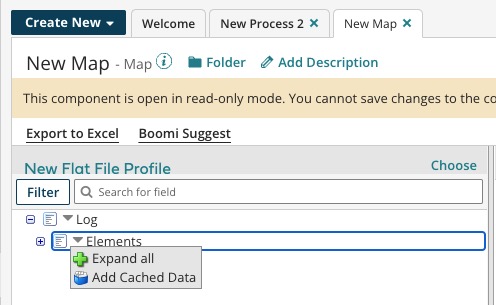 Create New
Welcome
New Process 2
New Map
New Map - Map
Folder
Add Description
This component is open in read-only mode. You cannot save changes to the co
Export to Excel
Boomi Suggest
New Flat File Profile
Choose
Filter
Search for field
Log
Elements
Expand all
Add Cached Data